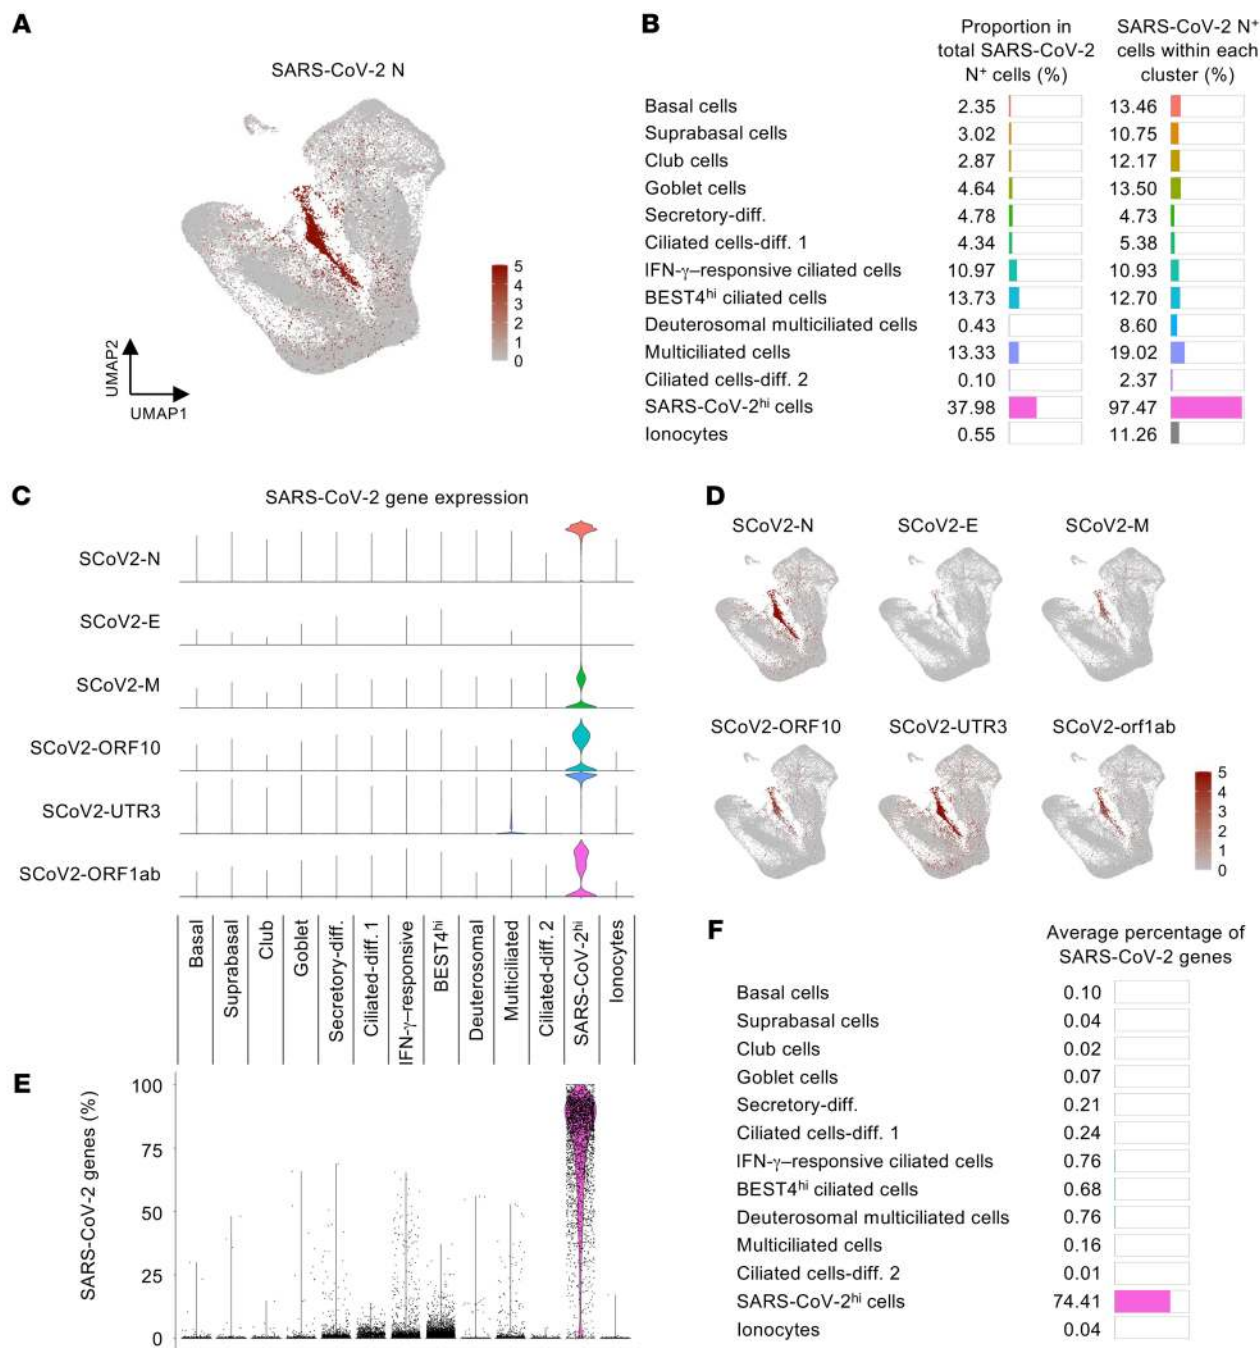 A
SARS-CoV-2 N
5
4
3
2
1
0
UMAP2
UMAP1
B
Proportion in total SARS-CoV-2 N⁺ cells (%)
SARS-CoV-2 N⁺ cells within each cluster (%)
Basal cells 2.35 13.46
Suprabasal cells 3.02 10.75
Club cells 2.87 12.17
Goblet cells 4.64 13.50
Secretory-diff. 4.78 4.73
Ciliated cells-diff. 1 4.34 5.38
IFN-γ–responsive ciliated cells 10.97 10.93
BEST4ʰⁱ ciliated cells 13.73 12.70
Deuterosomal multiciliated cells 0.43 8.60
Multiciliated cells 13.33 19.02
Ciliated cells-diff. 2 0.10 2.37
SARS-CoV-2ʰⁱ cells 37.98 97.47
Ionocytes 0.55 11.26
C
SARS-CoV-2 gene expression
SCoV2-N
SCoV2-E
SCoV2-M
SCoV2-ORF10
SCoV2-UTR3
SCoV2-ORF1ab
Basal
Suprabasal
Club
Goblet
Secretory-diff.
Ciliated-diff. 1
IFN-γ–responsive
BEST4ʰⁱ
Deuterosomal
Multiciliated
Ciliated-diff. 2
SARS-CoV-2ʰⁱ
Ionocytes
D
SCoV2-N SCoV2-E SCoV2-M
SCoV2-ORF10 SCoV2-UTR3 SCoV2-orf1ab
5
4
3
2
1
0
E
SARS-CoV-2 genes (%)
100
75
50
25
0
F
Average percentage of
SARS-CoV-2 genes
Basal cells 0.10
Suprabasal cells 0.04
Club cells 0.02
Goblet cells 0.07
Secretory-diff. 0.21
Ciliated cells-diff. 1 0.24
IFN-γ–responsive ciliated cells 0.76
BEST4ʰⁱ ciliated cells 0.68
Deuterosomal multiciliated cells 0.76
Multiciliated cells 0.16
Ciliated cells-diff. 2 0.01
SARS-CoV-2ʰⁱ cells 74.41
Ionocytes 0.04